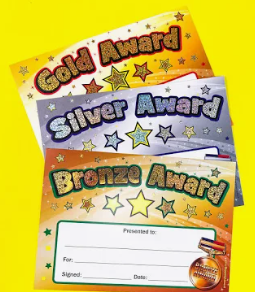 Gold Award
Silver Award
Bronze Award
Presented to:
For:
Signed: Date: